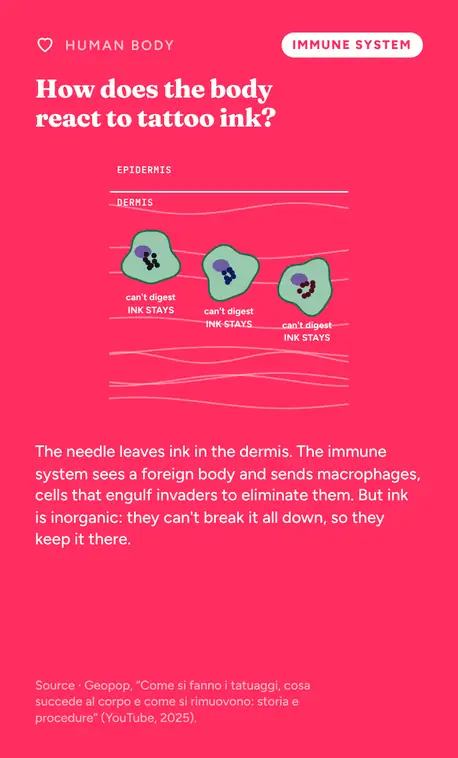 HUMAN BODY
IMMUNE SYSTEM
How does the body
react to tattoo ink?
EPIDERMIS
DERMIS
can't digest
INK STAYS
can't digest
INK STAYS
can't digest
INK STAYS
The needle leaves ink in the dermis. The immune
system sees a foreign body and sends macrophages,
cells that engulf invaders to eliminate them. But ink
is inorganic: they can't break it all down, so they
keep it there.
Source · Geopop, "Come si fanno i tatuaggi, cosa
succede al corpo e come si rimuovono: storia e
procedure" (YouTube, 2025).